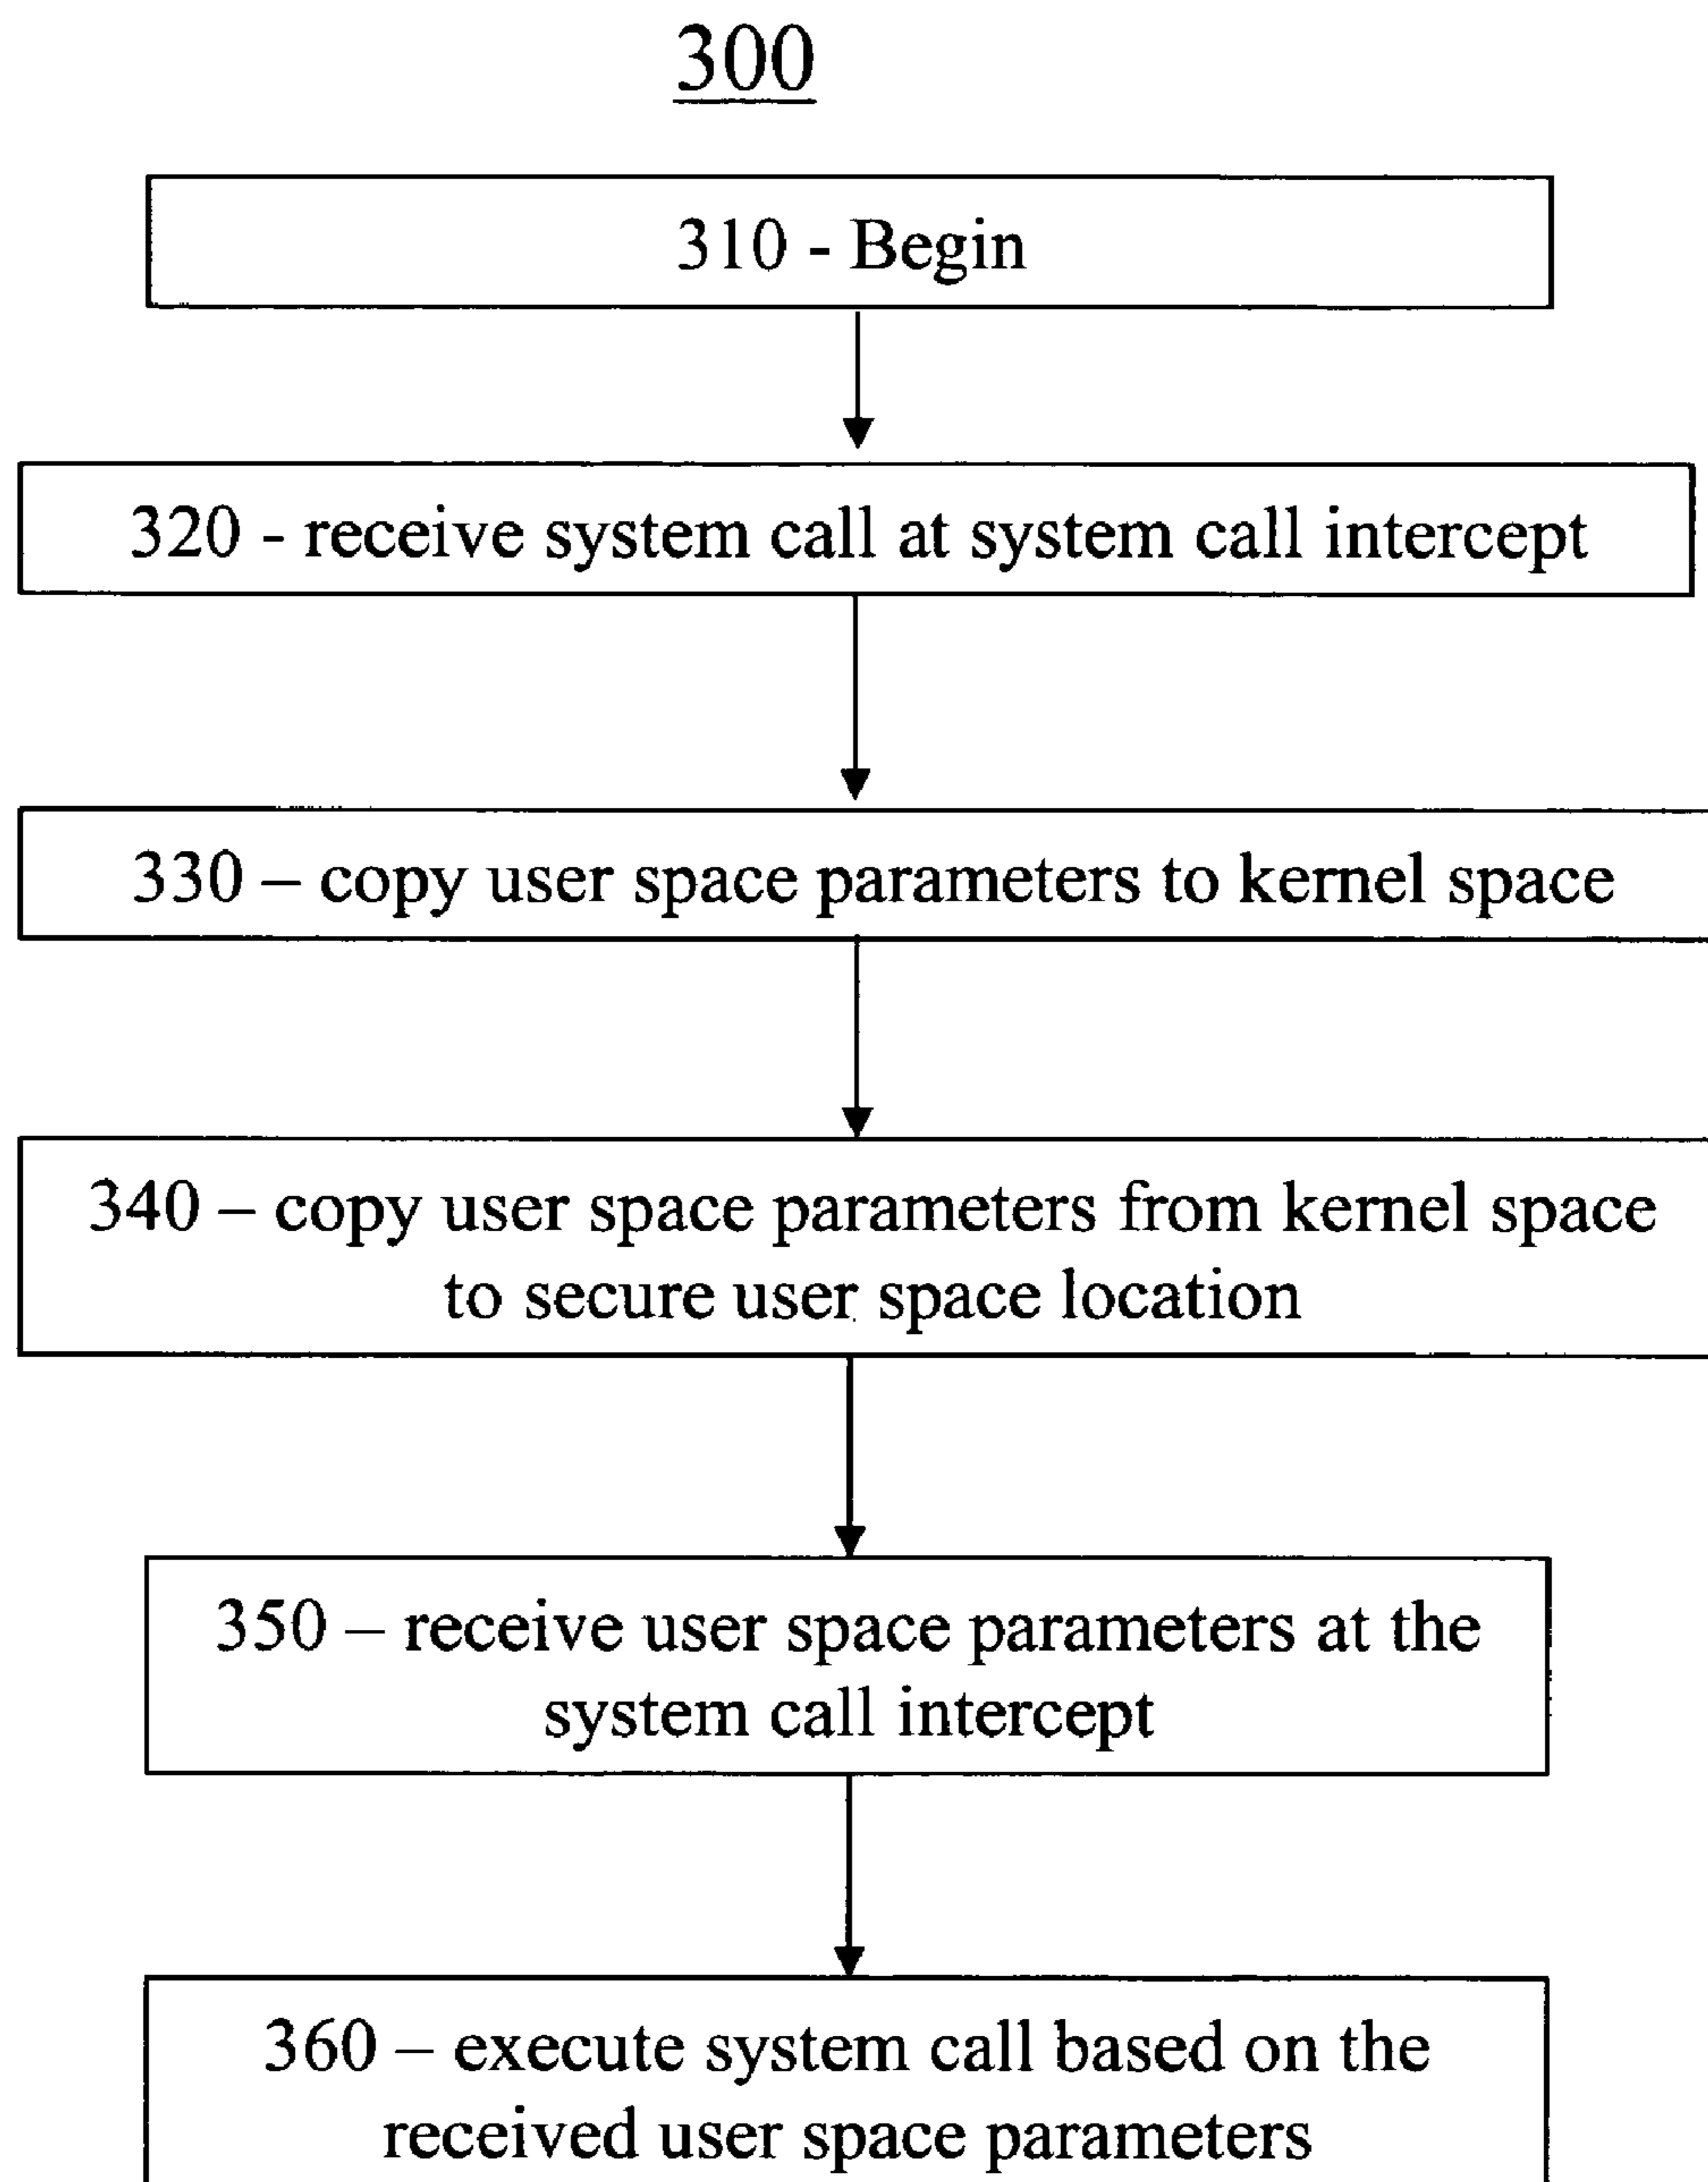 300
310 - Begin
320 - receive system call at system call intercept
330 – copy user space parameters to kernel space
340 – copy user space parameters from kernel space
to secure user space location
350 – receive user space parameters at the
system call intercept
360 – execute system call based on the
received user space parameters